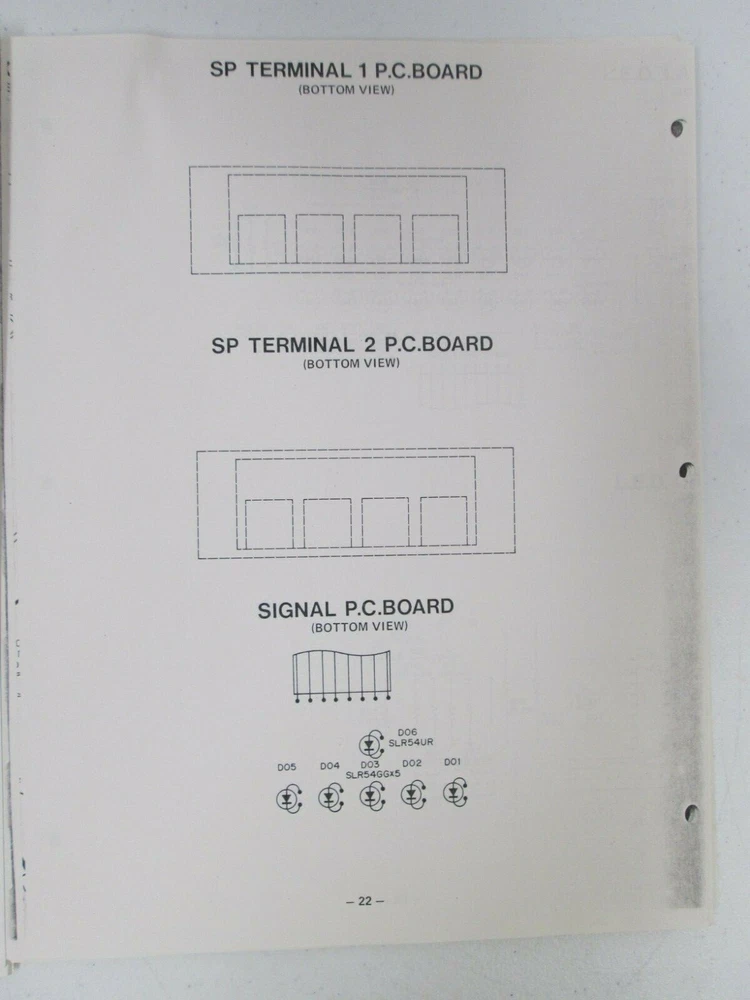 SP TERMINAL 1 P.C.BOARD
(BOTTOM VIEW)
SP TERMINAL 2 P.C.BOARD
(BOTTOM VIEW)
SIGNAL P.C.BOARD
(BOTTOM VIEW)
D06
SLR54UR
D05 D04 D03 D02 D01
SLR54GGX5
– 22 –